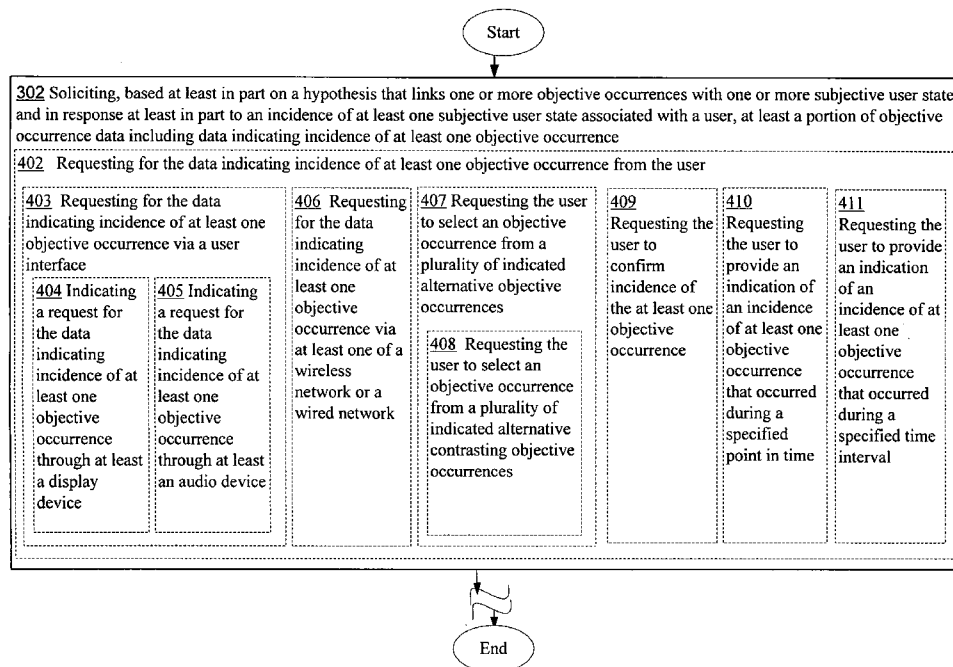 Start
302 Soliciting, based at least in part on a hypothesis that links one or more objective occurrences with one or more subjective user state
and in response at least in part to an incidence of at least one subjective user state associated with a user, at least a portion of objective
occurrence data including data indicating incidence of at least one objective occurrence
402 Requesting for the data indicating incidence of at least one objective occurrence from the user
403 Requesting for the data
indicating incidence of at least one
objective occurrence via a user
interface
404 Indicating
a request for
the data
indicating
incidence of at
least one
objective
occurrence
through at least
a display
device
405 Indicating
a request for
the data
indicating
incidence of at
least one
objective
occurrence
through at least
an audio device
406 Requesting
for the data
indicating
incidence of
at least one
objective
occurrence via
at least one of a
wireless
network or a
wired network
407 Requesting the user
to select an objective
occurrence from a
plurality of indicated
alternative objective
occurrences
408 Requesting the
user to select an
objective occurrence
from a plurality of
indicated alternative
contrasting objective
occurrences
409
Requesting the
user to
confirm
incidence of
the at least one
objective
occurrence
410
Requesting
the user to
provide an
indication of
an incidence
of at least one
objective
occurrence
that occurred
during a
specified
point in time
411
Requesting the
user to provide
an indication
of an
incidence of at
least one
objective
occurrence
that occurred
during a
specified time
interval
End